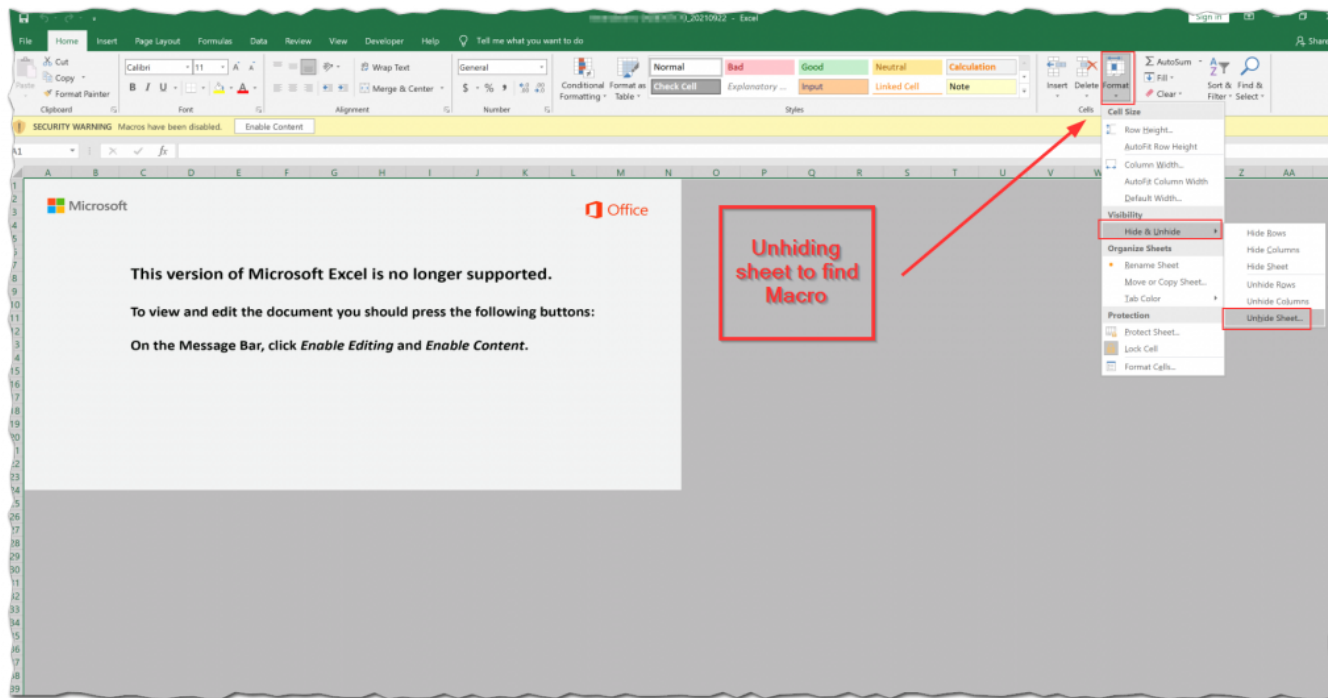 _20210922 - Excel
Sign in
File Home Insert Page Layout Formulas Data Review View Developer Help Tell me what you want to do Share
Cut
Copy
Format Painter
Paste
Clipboard
Calibri 11
B I U
Font
Wrap Text
Merge & Center
Alignment
General
$ % ,
Number
Conditional Formatting
Format as Table
Normal Bad Good Neutral Calculation
Check Cell Explanatory ... Input Linked Cell Note
Styles
Insert Delete Format
Cells
AutoSum
Fill
Clear
Sort & Filter
Find & Select
SECURITY WARNING Macros have been disabled. Enable Content
A1 fx
A B C D E F G H I J K L M N O P Q R S T U V W Z AA
Microsoft
Office
This version of Microsoft Excel is no longer supported.
To view and edit the document you should press the following buttons:
On the Message Bar, click Enable Editing and Enable Content.
Unhiding
sheet to find
Macro
Cell Size
Row Height...
AutoFit Row Height
Column Width...
AutoFit Column Width
Default Width...
Visibility
Hide & Unhide
Organize Sheets
Rename Sheet
Move or Copy Sheet...
Tab Color
Protection
Protect Sheet...
Lock Cell
Format Cells...
Hide Rows
Hide Columns
Hide Sheet
Unhide Rows
Unhide Columns
Unhide Sheet...